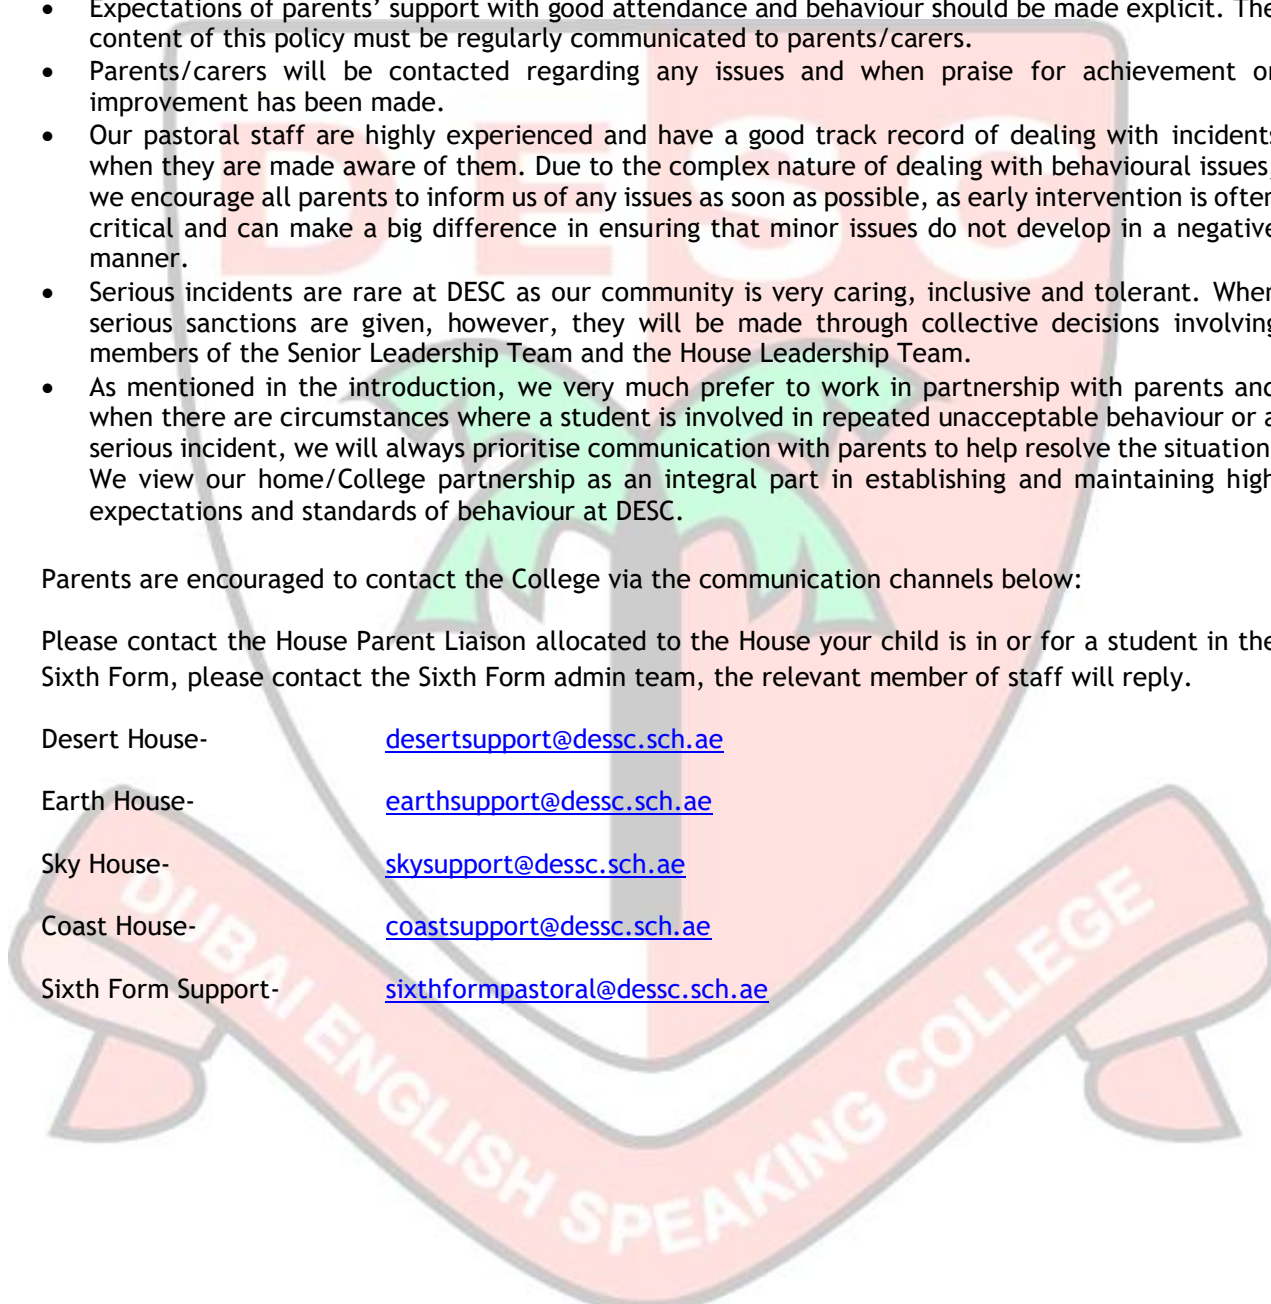 • Expectations of parents’ support with good attendance and behaviour should be made explicit. The
content of this policy must be regularly communicated to parents/carers.
• Parents/carers will be contacted regarding any issues and when praise for achievement or
improvement has been made.
• Our pastoral staff are highly experienced and have a good track record of dealing with incidents
when they are made aware of them. Due to the complex nature of dealing with behavioural issues,
we encourage all parents to inform us of any issues as soon as possible, as early intervention is often
critical and can make a big difference in ensuring that minor issues do not develop in a negative
manner.
• Serious incidents are rare at DESC as our community is very caring, inclusive and tolerant. When
serious sanctions are given, however, they will be made through collective decisions involving
members of the Senior Leadership Team and the House Leadership Team.
• As mentioned in the introduction, we very much prefer to work in partnership with parents and
when there are circumstances where a student is involved in repeated unacceptable behaviour or a
serious incident, we will always prioritise communication with parents to help resolve the situation.
We view our home/College partnership as an integral part in establishing and maintaining high
expectations and standards of behaviour at DESC.
Parents are encouraged to contact the College via the communication channels below:
Please contact the House Parent Liaison allocated to the House your child is in or for a student in the
Sixth Form, please contact the Sixth Form admin team, the relevant member of staff will reply.
Desert House- desertsupport@dessc.sch.ae
Earth House- earthsupport@dessc.sch.ae
Sky House- skysupport@dessc.sch.ae
Coast House- coastsupport@dessc.sch.ae
Sixth Form Support- sixthformpastoral@dessc.sch.ae
DESC
DUBAI ENGLISH SPEAKING COLLEGE